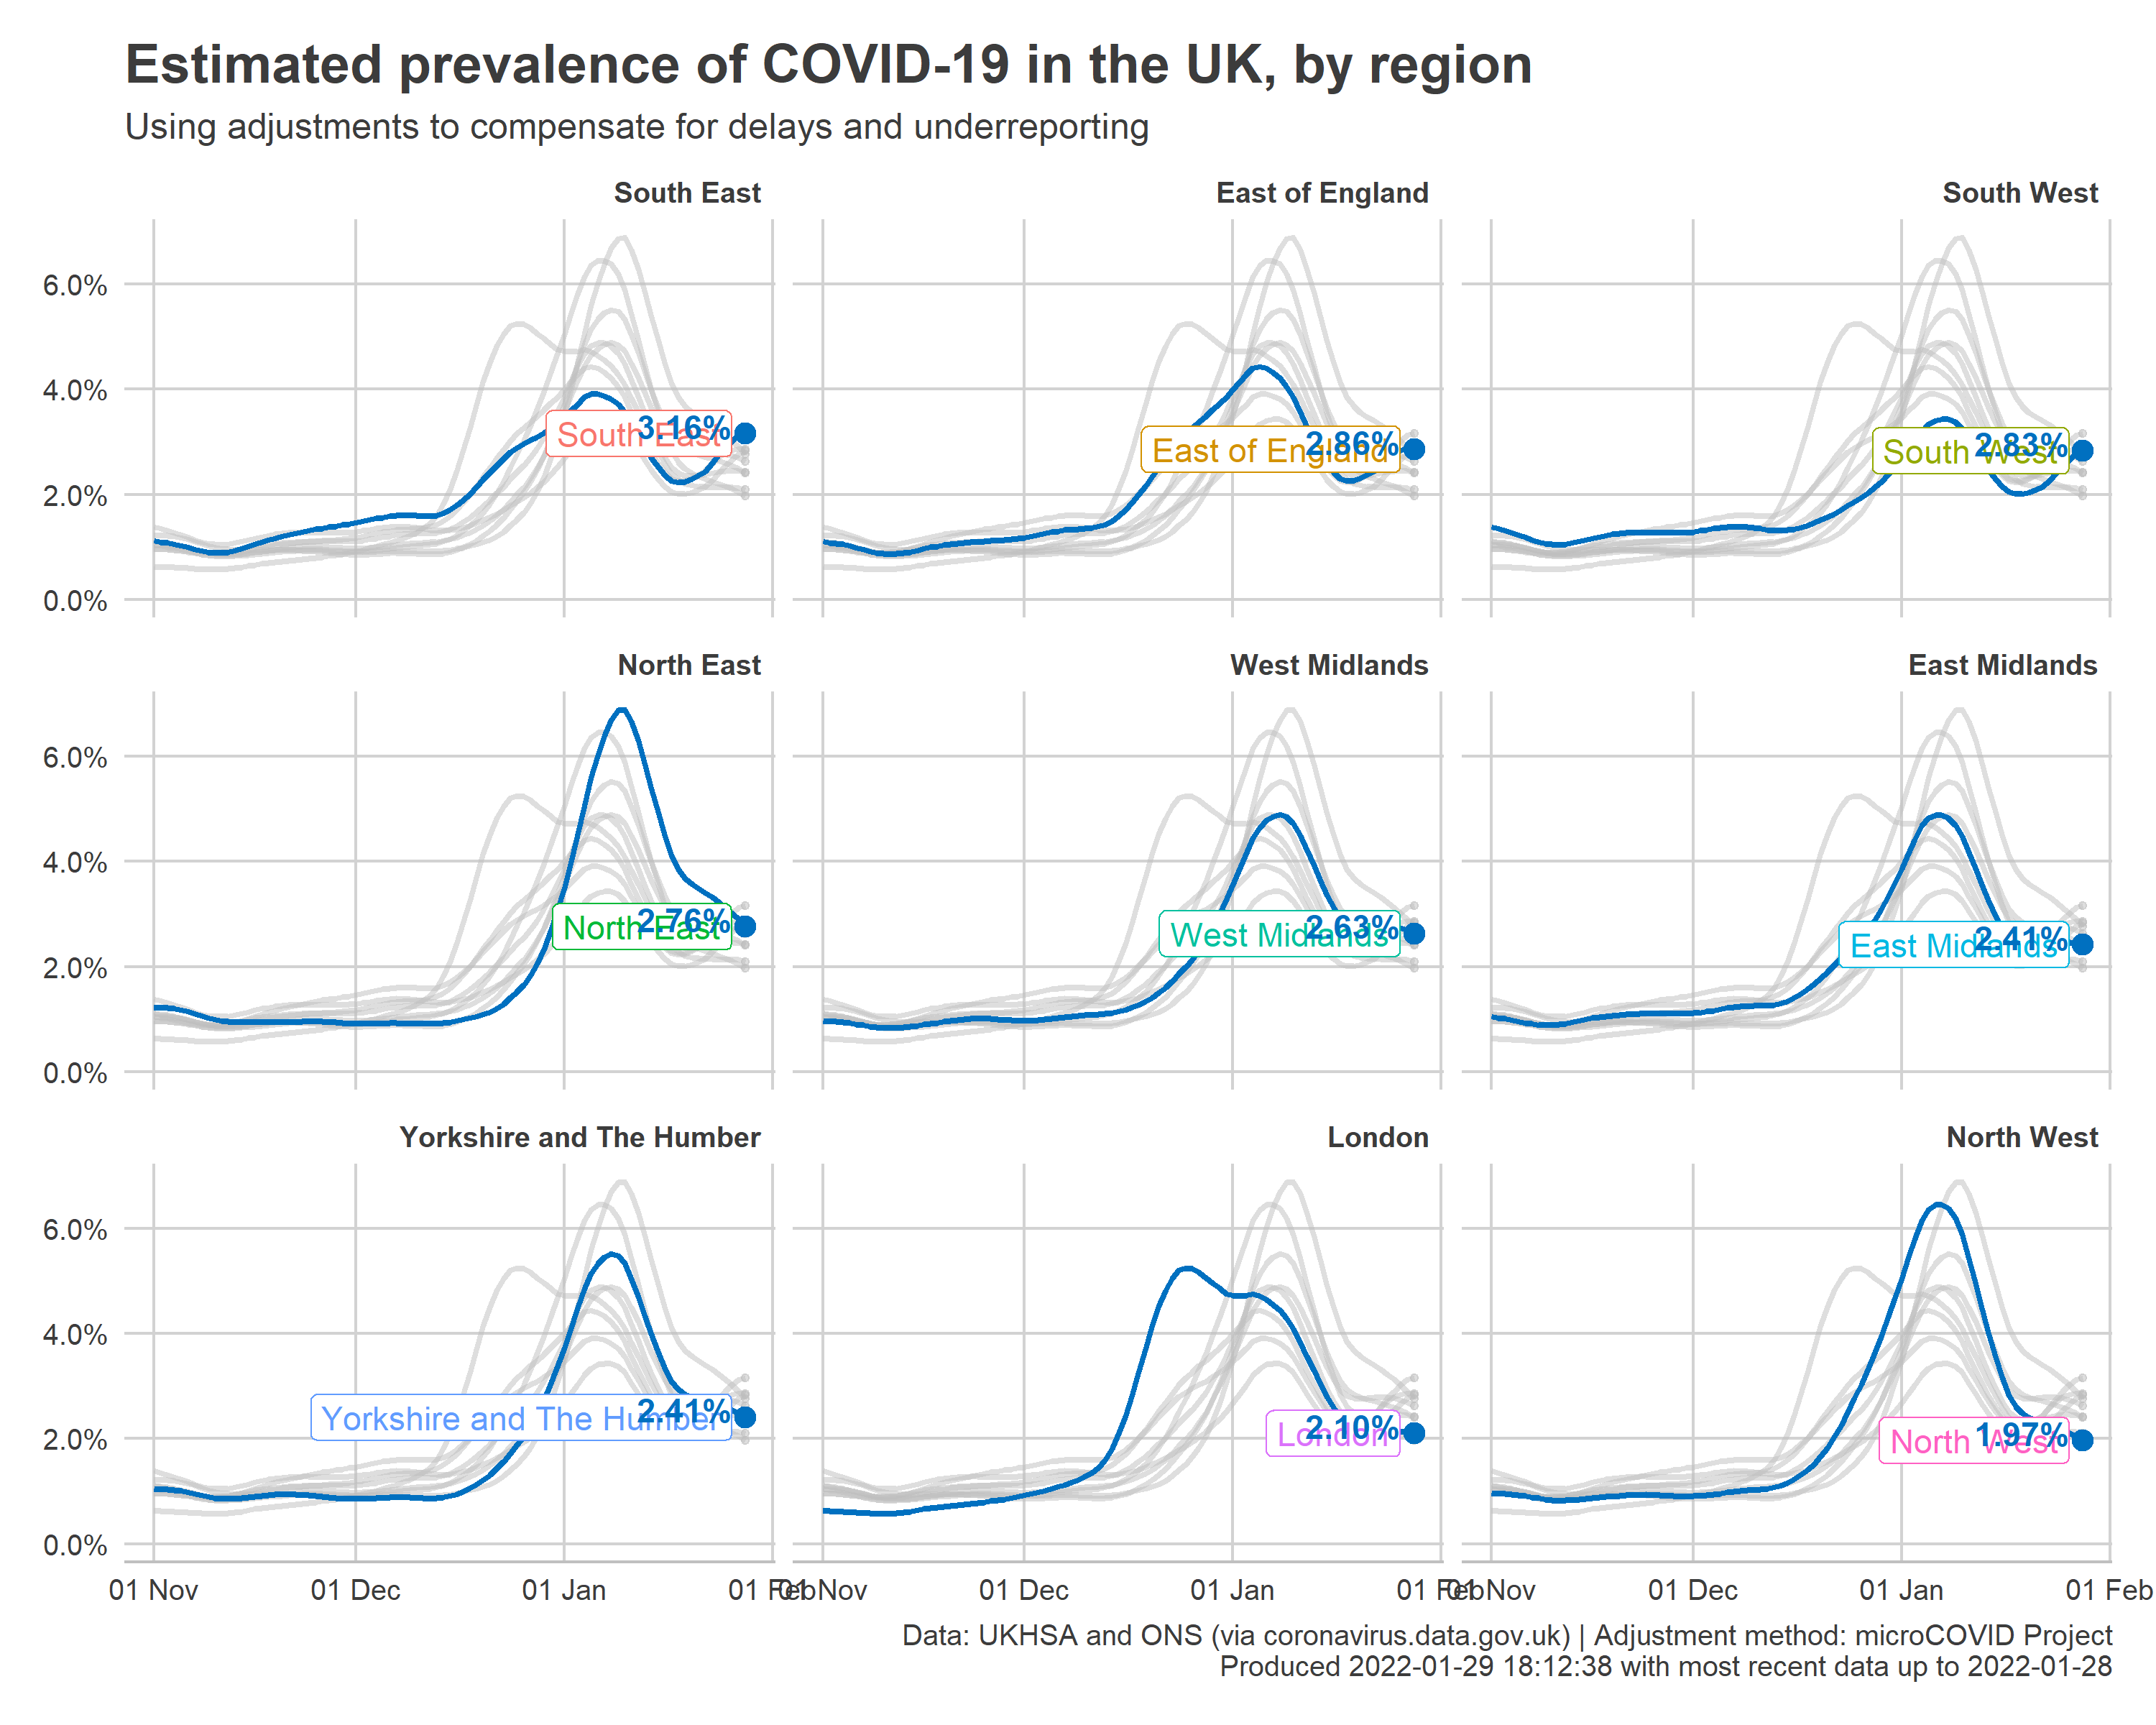 Estimated prevalence of COVID-19 in the UK, by region
Using adjustments to compensate for delays and underreporting
South East
East of England
South West
6.0%
4.0%
2.0%
0.0%
South East
3.16%
East of England
2.86%
South West
2.83%
North East
West Midlands
East Midlands
6.0%
4.0%
2.0%
0.0%
North East
2.76%
West Midlands
2.63%
East Midlands
2.41%
Yorkshire and The Humber
London
North West
6.0%
4.0%
2.0%
0.0%
Yorkshire and The Humber
2.41%
London
2.10%
North West
1.97%
01 Nov
01 Dec
01 Jan
01 Feb
01 Nov
01 Dec
01 Jan
01 Feb
01 Nov
01 Dec
01 Jan
01 Feb
Data: UKHSA and ONS (via coronavirus.data.gov.uk) | Adjustment method: microCOVID Project
Produced 2022-01-29 18:12:38 with most recent data up to 2022-01-28